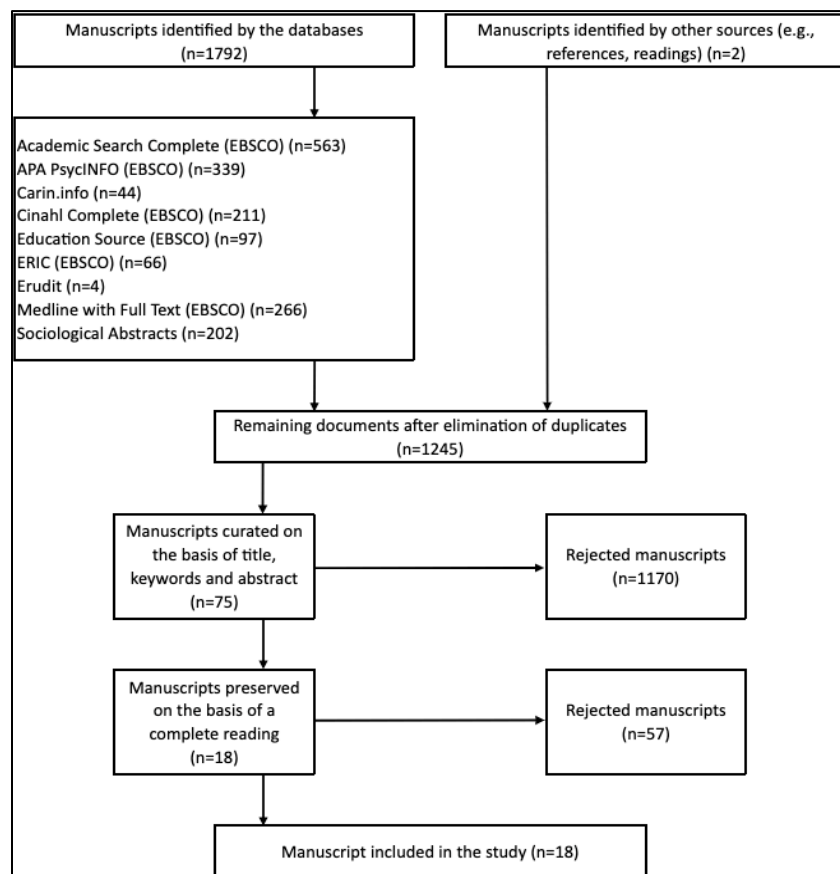 Manuscripts identified by the databases
(n=1792)
Manuscripts identified by other sources (e.g.,
references, readings) (n=2)
Academic Search Complete (EBSCO) (n=563)
APA PsycINFO (EBSCO) (n=339)
Carin.info (n=44)
Cinahl Complete (EBSCO) (n=211)
Education Source (EBSCO) (n=97)
ERIC (EBSCO) (n=66)
Erudit (n=4)
Medline with Full Text (EBSCO) (n=266)
Sociological Abstracts (n=202)
Remaining documents after elimination of duplicates
(n=1245)
Manuscripts curated on
the basis of title,
keywords and abstract
(n=75)
Rejected manuscripts
(n=1170)
Manuscripts preserved
on the basis of a
complete reading
(n=18)
Rejected manuscripts
(n=57)
Manuscript included in the study (n=18)